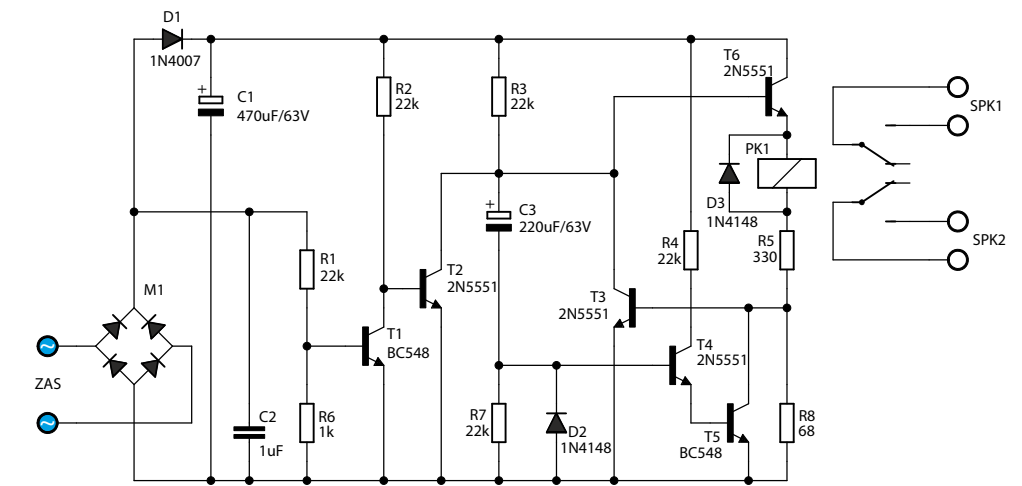 D1
1N4007
+
C1
470uF/63V
R2
22k
R3
22k
T6
2N5551
SPK1
PK1
D3
1N4148
+
C3
220uF/63V
R4
22k
R5
330
SPK2
R1
22k
T2
2N5551
M1
T3
2N5551
T1
BC548
T4
2N5551
ZAS
C2
1uF
R6
1k
R7
22k
D2
1N4148
T5
BC548
R8
68